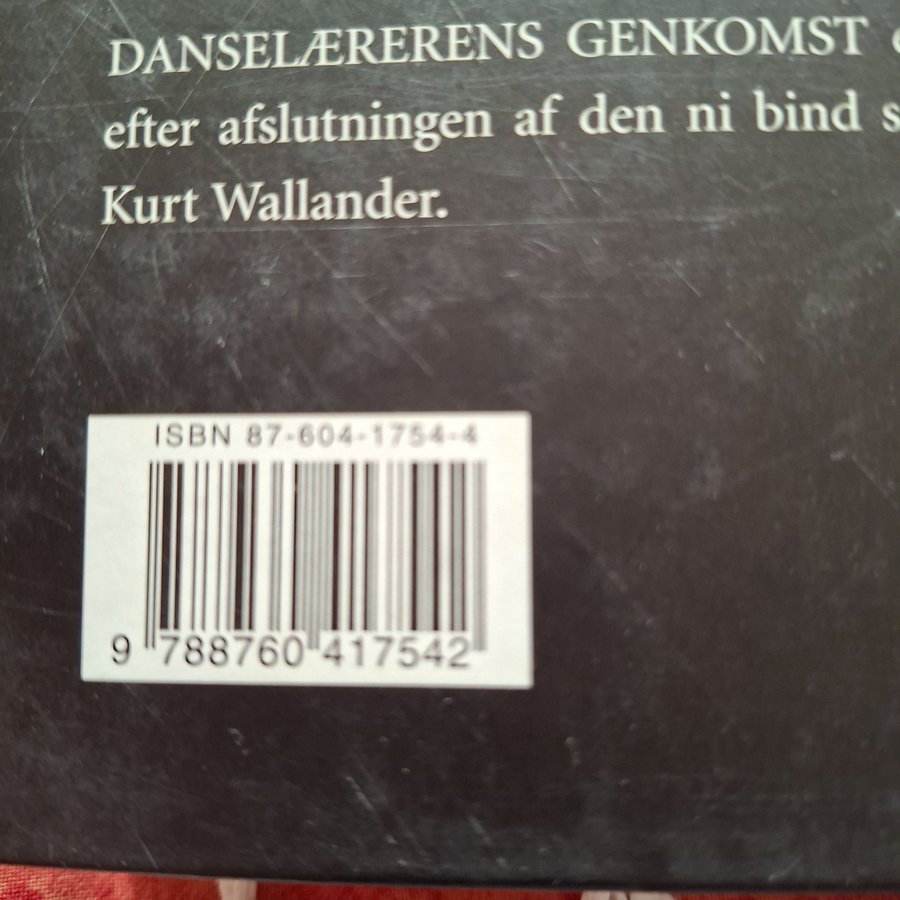 DANSELÆRERENS GENKOMST
efter afslutningen af den ni bind
Kurt Wallander.
ISBN 87-604-1754-4
9 788760 417542